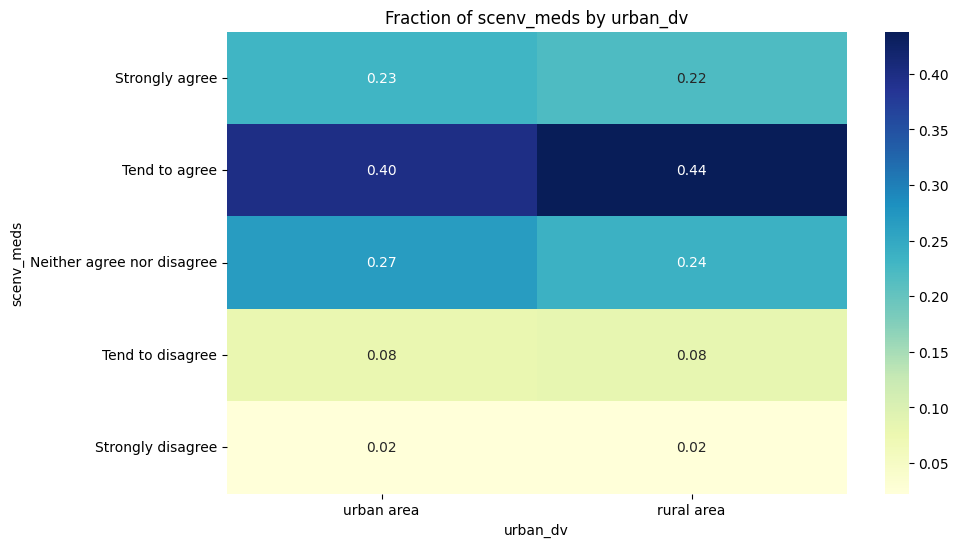 Fraction of scenv_meds by urban_dv
Strongly agree
0.23
0.22
Tend to agree
0.40
0.44
Neither agree nor disagree
0.27
0.24
Tend to disagree
0.08
0.08
Strongly disagree
0.02
0.02
scenv_meds
urban area
rural area
urban_dv
0.40
0.35
0.30
0.25
0.20
0.15
0.10
0.05